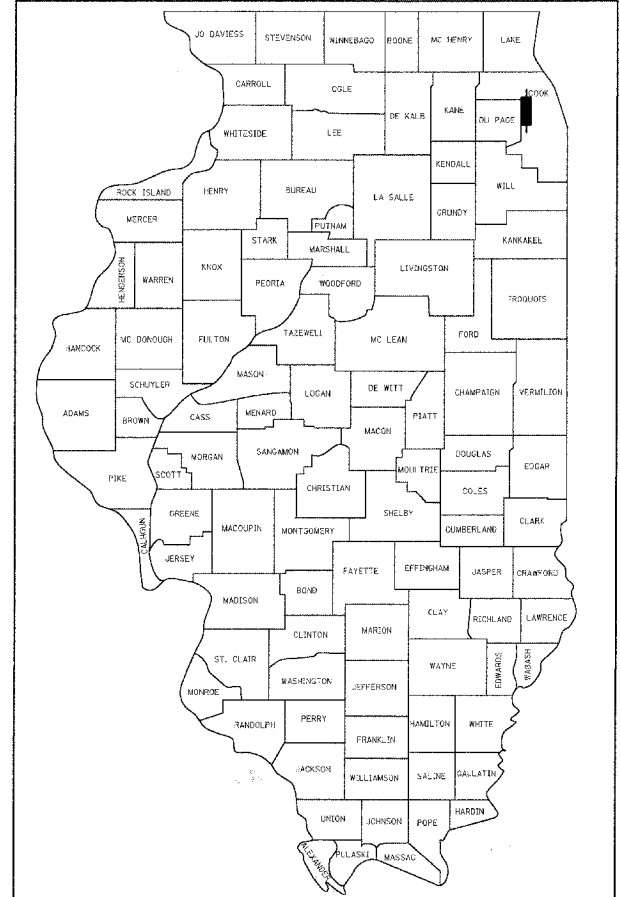 JO DAVIESS
STEVENSON
WINNEBAGO
BOONE
MC HENRY
LAKE
CARROLL
OGLE
DE KALB
KANE
COOK
DU PAGE
WHITESIDE
LEE
KENDALL
WILL
ROCK ISLAND
HENRY
BUREAU
LA SALLE
GRUNDY
MERCER
PUTNAM
STARK
MARSHALL
KANKAKEE
HENDERSON
WARREN
KNOX
PEORIA
WOODFORD
LIVINGSTON
IROQUOIS
HANCOCK
MC DONOUGH
FULTON
TAZEWELL
MC LEAN
FORD
SCHUYLER
MASON
LOGAN
DE WITT
CHAMPAIGN
VERMILION
ADAMS
BROWN
CASS
MENARD
PIATT
MACON
PIKE
SCOTT
MORGAN
SANGAMON
CHRISTIAN
MOULTRIE
DOUGLAS
EDGAR
COLES
CALHOUN
GREENE
MACOUPIN
MONTGOMERY
SHELBY
CUMBERLAND
CLARK
JERSEY
FAYETTE
EFFINGHAM
JASPER
CRAWFORD
MADISON
BOND
CLAY
RICHLAND
LAWRENCE
CLINTON
MARION
ST. CLAIR
WAYNE
EDWARDS
WABASH
MONROE
WASHINGTON
JEFFERSON
RANDOLPH
PERRY
HAMILTON
WHITE
FRANKLIN
JACKSON
WILLIAMSON
SALINE
GALLATIN
UNION
JOHNSON
POPE
HARDIN
ALEXANDER
PULASKI
MASSAC